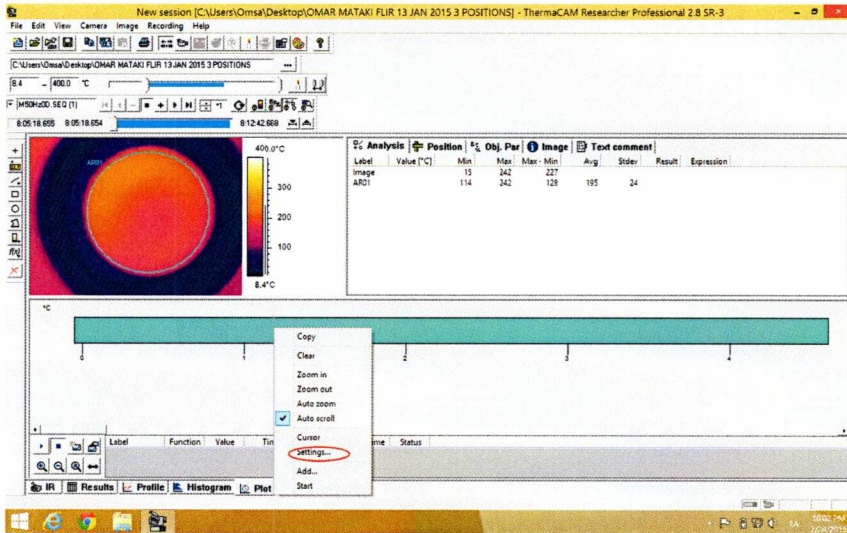 New session [C:\Users\Omsa\Desktop\OMAR MATAKI FLIR 13 JAN 2015 3 POSITIONS] - ThermaCAM Researcher Professional 2.8 SR-3
File Edit View Camera Image Recording Help
C:\Users\Omsa\Desktop\OMAR MATAKI FLIR 13 JAN 2015 3 POSITIONS ...
8.4 - 400.0 °C
M50Hz0D.SEQ (1)
8:05:18.655 8:05:18.654 8:12:42.668
AR01
400.0°C
300
200
100
8.4°C
Analysis Position Obj. Par Image Text comment
Label Value [°C] Min Max Max - Min Avg Stdev Result Expression
Image 15 242 227
AR01 114 242 128 195 24
°C
0 1 2 3 4
Copy
Clear
Zoom in
Zoom out
Auto zoom
Auto scroll
Cursor
Settings...
Add...
Start
Label Function Value Status
IR Results Profile Histogram Plot
10:02 PM